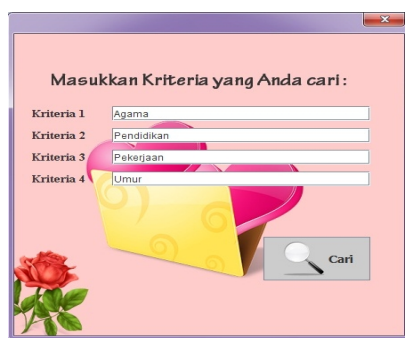 Masukkan Kriteria yang Anda cari :
Kriteria 1 Agama
Kriteria 2 Pendidikan
Kriteria 3 Pekerjaan
Kriteria 4 Umur
Cari